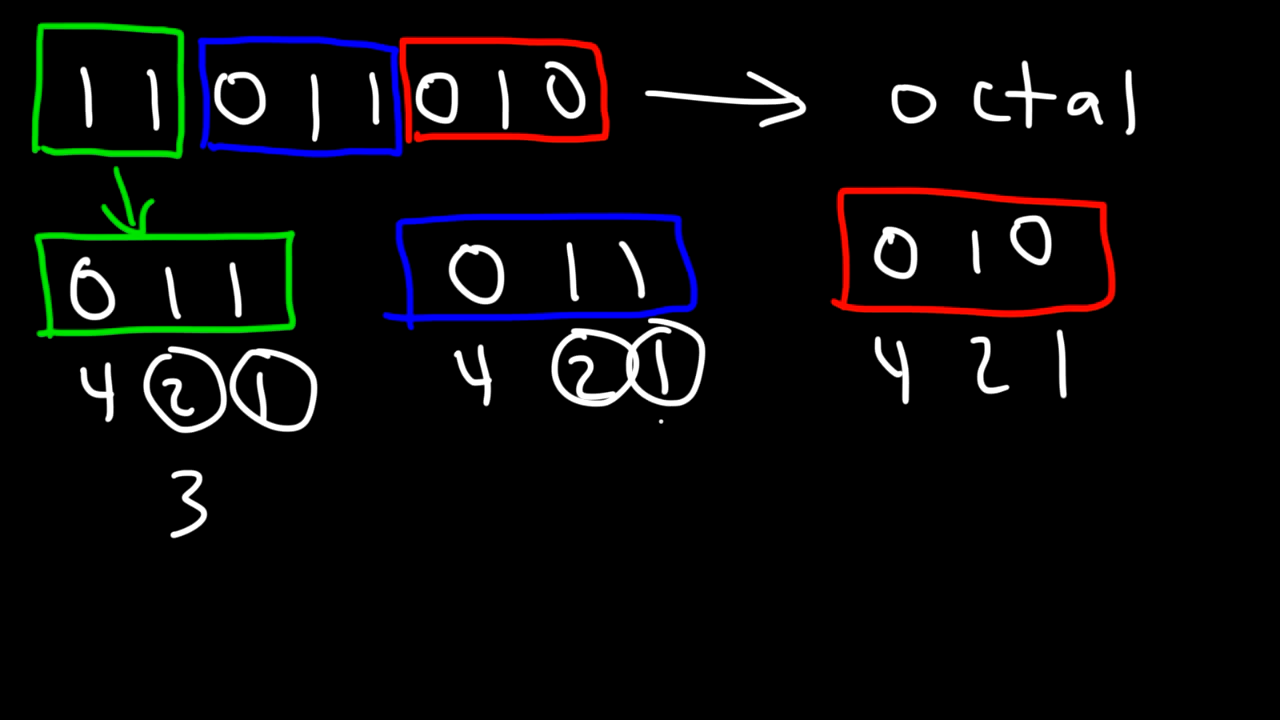 11 011 010 → octal
011 011 010
4 2 1 4 2 1 4 2 1
3